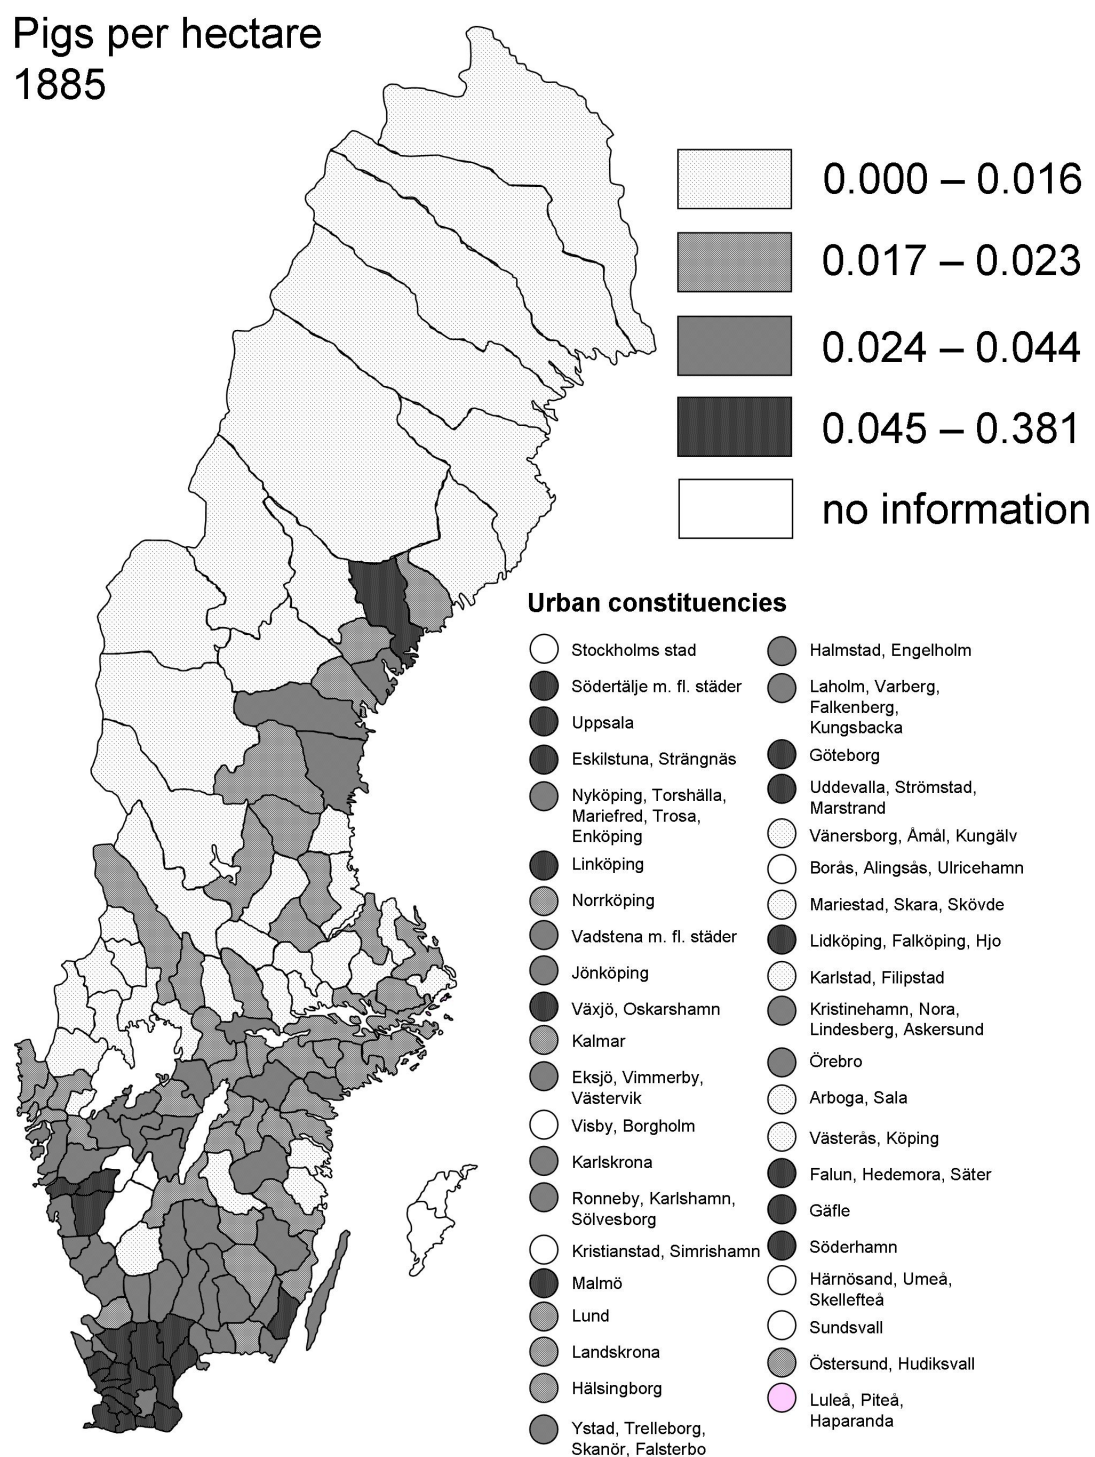 Pigs per hectare
1885
0.000 – 0.016
0.017 – 0.023
0.024 – 0.044
0.045 – 0.381
no information
Urban constituencies
Stockholms stad
Södertälje m. fl. städer
Uppsala
Eskilstuna, Strängnäs
Nyköping, Torshälla,
Mariefred, Trosa,
Enköping
Linköping
Norrköping
Vadstena m. fl. städer
Jönköping
Växjö, Oskarshamn
Kalmar
Eksjö, Vimmerby,
Västervik
Visby, Borgholm
Karlskrona
Ronneby, Karlshamn,
Sölvesborg
Kristianstad, Simrishamn
Malmö
Lund
Landskrona
Hälsingborg
Ystad, Trelleborg,
Skanör, Falsterbo
Halmstad, Engelholm
Laholm, Varberg,
Falkenberg,
Kungsbacka
Göteborg
Uddevalla, Strömstad,
Marstrand
Vänersborg, Åmål, Kungälv
Borås, Alingsås, Ulricehamn
Mariestad, Skara, Skövde
Lidköping, Falköping, Hjo
Karlstad, Filipstad
Kristinehamn, Nora,
Lindesberg, Askersund
Örebro
Arboga, Sala
Västerås, Köping
Falun, Hedemora, Säter
Gäfle
Söderhamn
Härnösand, Umeå,
Skellefteå
Sundsvall
Östersund, Hudiksvall
Luleå, Piteå,
Haparanda